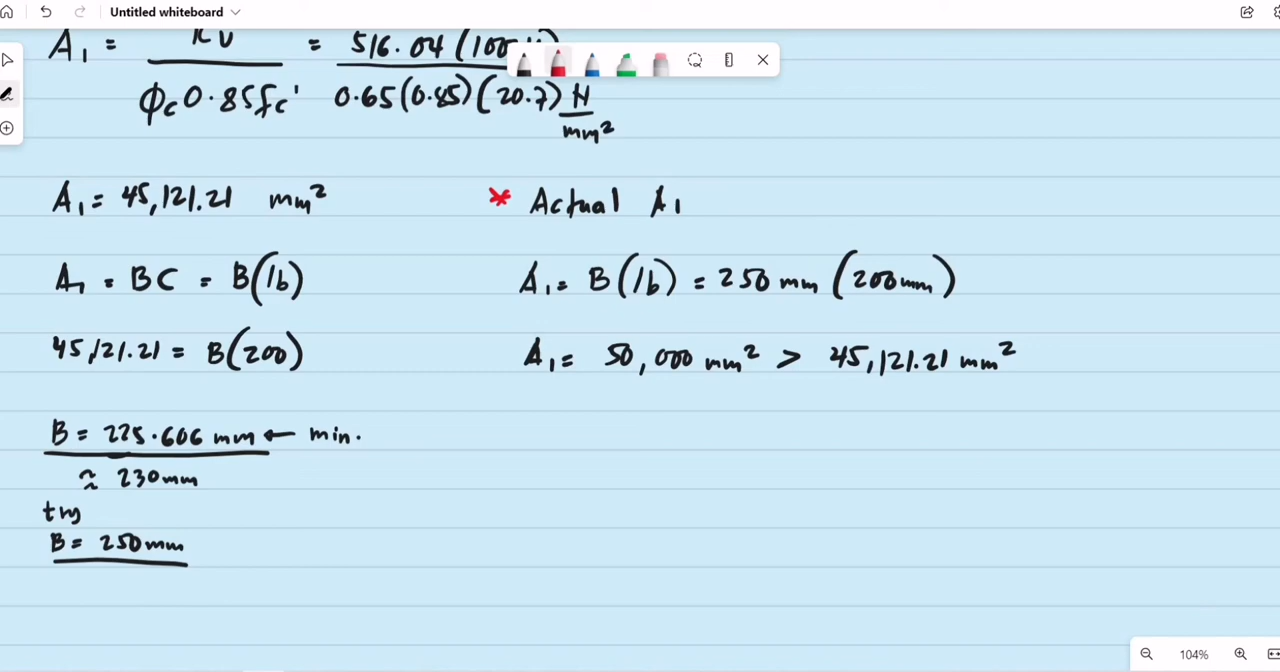 Untitled whiteboard
A₁ = Ru / ϕc 0.85fc' = 516.04 (100 / 0.65(0.85)(20.7) N/mm²
A₁ = 45,121.21 mm²
* Actual A₁
A₁ = BC = B(lb)
A₁ = B(lb) = 250 mm (200mm)
45,121.21 = B(200)
A₁ = 50,000 mm² > 45,121.21 mm²
B = 225.606 mm ← min.
≈ 230mm
try
B = 250mm
104%